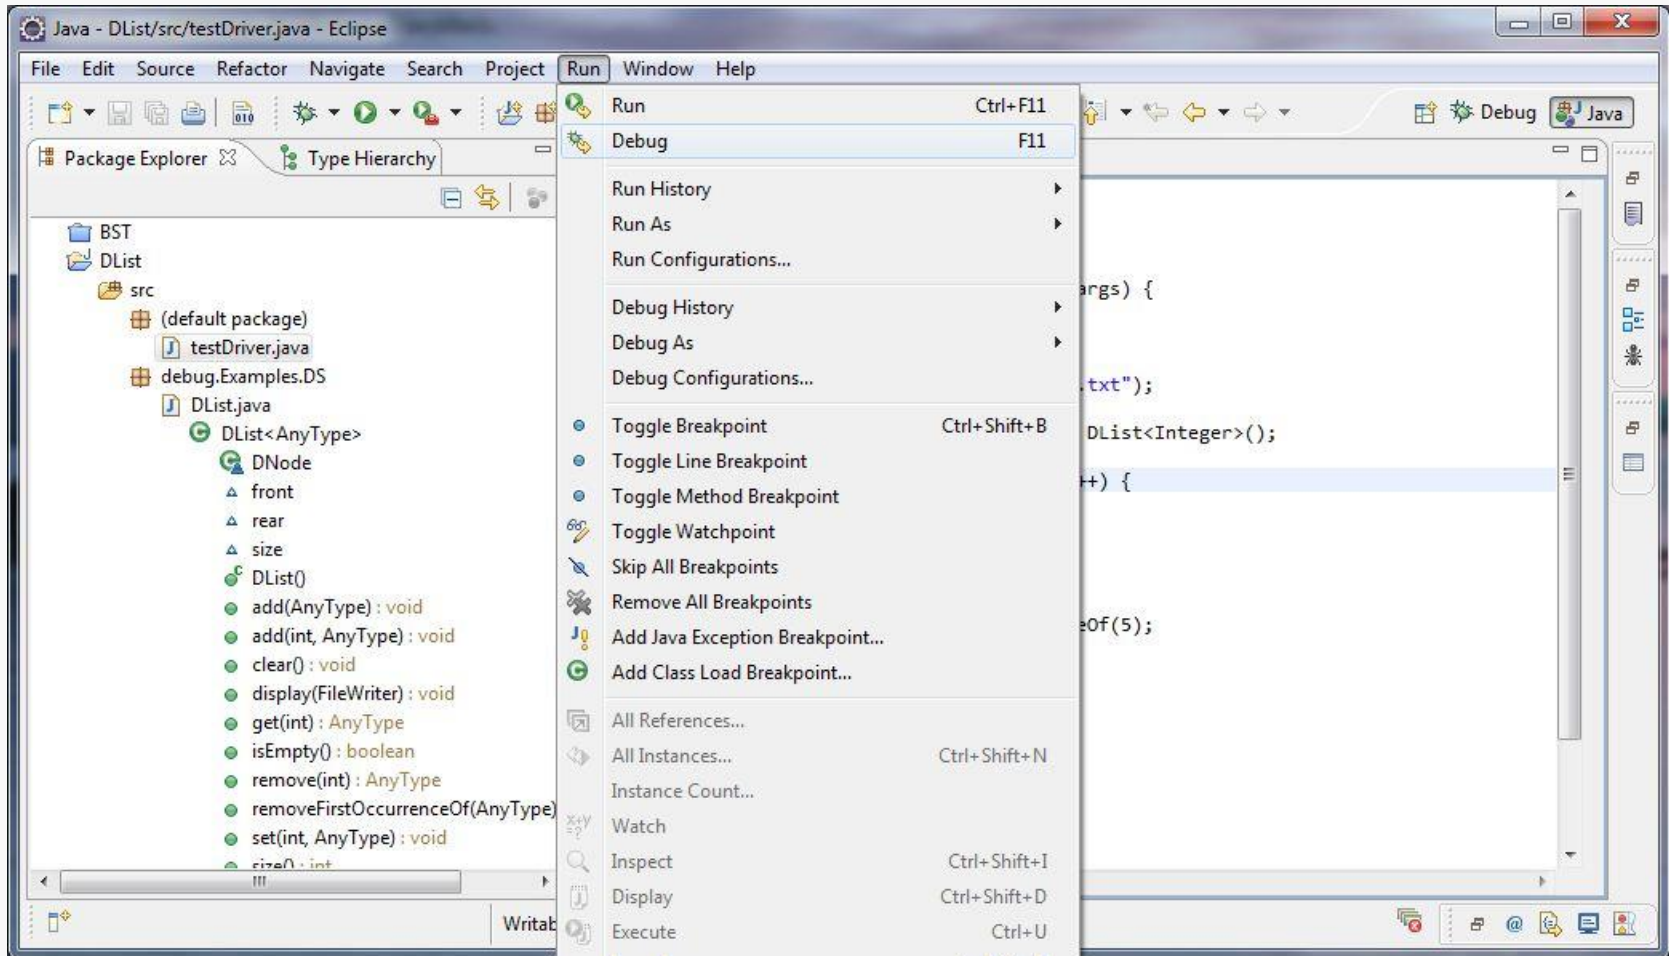 Java - DList/src/testDriver.java - Eclipse
File Edit Source Refactor Navigate Search Project Run Window Help
Debug Java
Package Explorer Type Hierarchy
BST
DList
src
(default package)
testDriver.java
debug.Examples.DS
DList.java
DList<AnyType>
DNode
front
rear
size
DList()
add(AnyType) : void
add(int, AnyType) : void
clear() : void
display(FileWriter) : void
get(int) : AnyType
isEmpty() : boolean
remove(int) : AnyType
removeFirstOccurrenceOf(AnyType)
set(int, AnyType) : void
size() : int
Writab
Run Ctrl+F11
Debug F11
Run History
Run As
Run Configurations...
Debug History
Debug As
Debug Configurations...
Toggle Breakpoint Ctrl+Shift+B
Toggle Line Breakpoint
Toggle Method Breakpoint
Toggle Watchpoint
Skip All Breakpoints
Remove All Breakpoints
Add Java Exception Breakpoint...
Add Class Load Breakpoint...
All References...
All Instances... Ctrl+Shift+N
Instance Count...
Watch
Inspect Ctrl+Shift+I
Display Ctrl+Shift+D
Execute Ctrl+U
args) {
.txt");
DList<Integer>();
++) {
eOf(5);